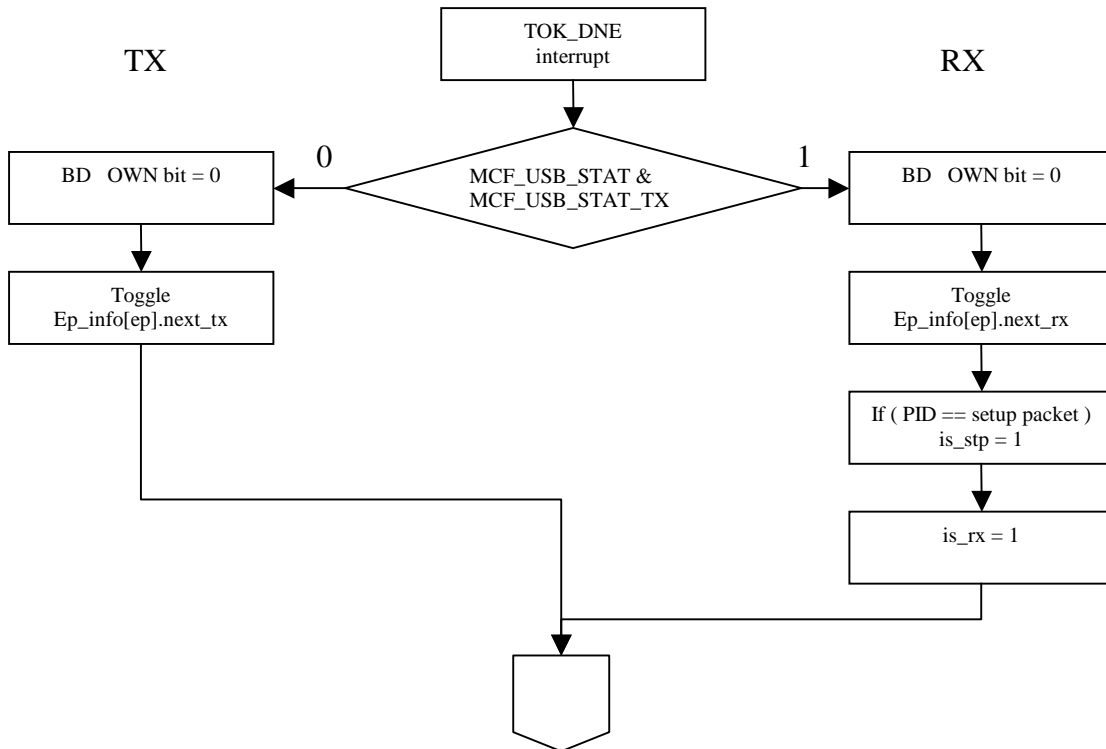 TOK_DNE
interrupt
TX
RX
0
1
MCF_USB_STAT &
MCF_USB_STAT_TX
BD OWN bit = 0
BD OWN bit = 0
Toggle
Ep_info[ep].next_tx
Toggle
Ep_info[ep].next_rx
If ( PID == setup packet )
is_stp = 1
is_rx = 1